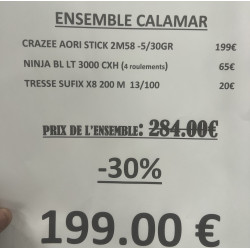 ENSEMBLE CALAMAR
CRAZEE AORI STICK 2M58 -5/30GR 199€
NINJA BL LT 3000 CXH (4 roulements) 65€
TRESSE SUFIX X8 200 M 13/100 20€
PRIX DE L'ENSEMBLE: 284.00€
-30%
199.00 €